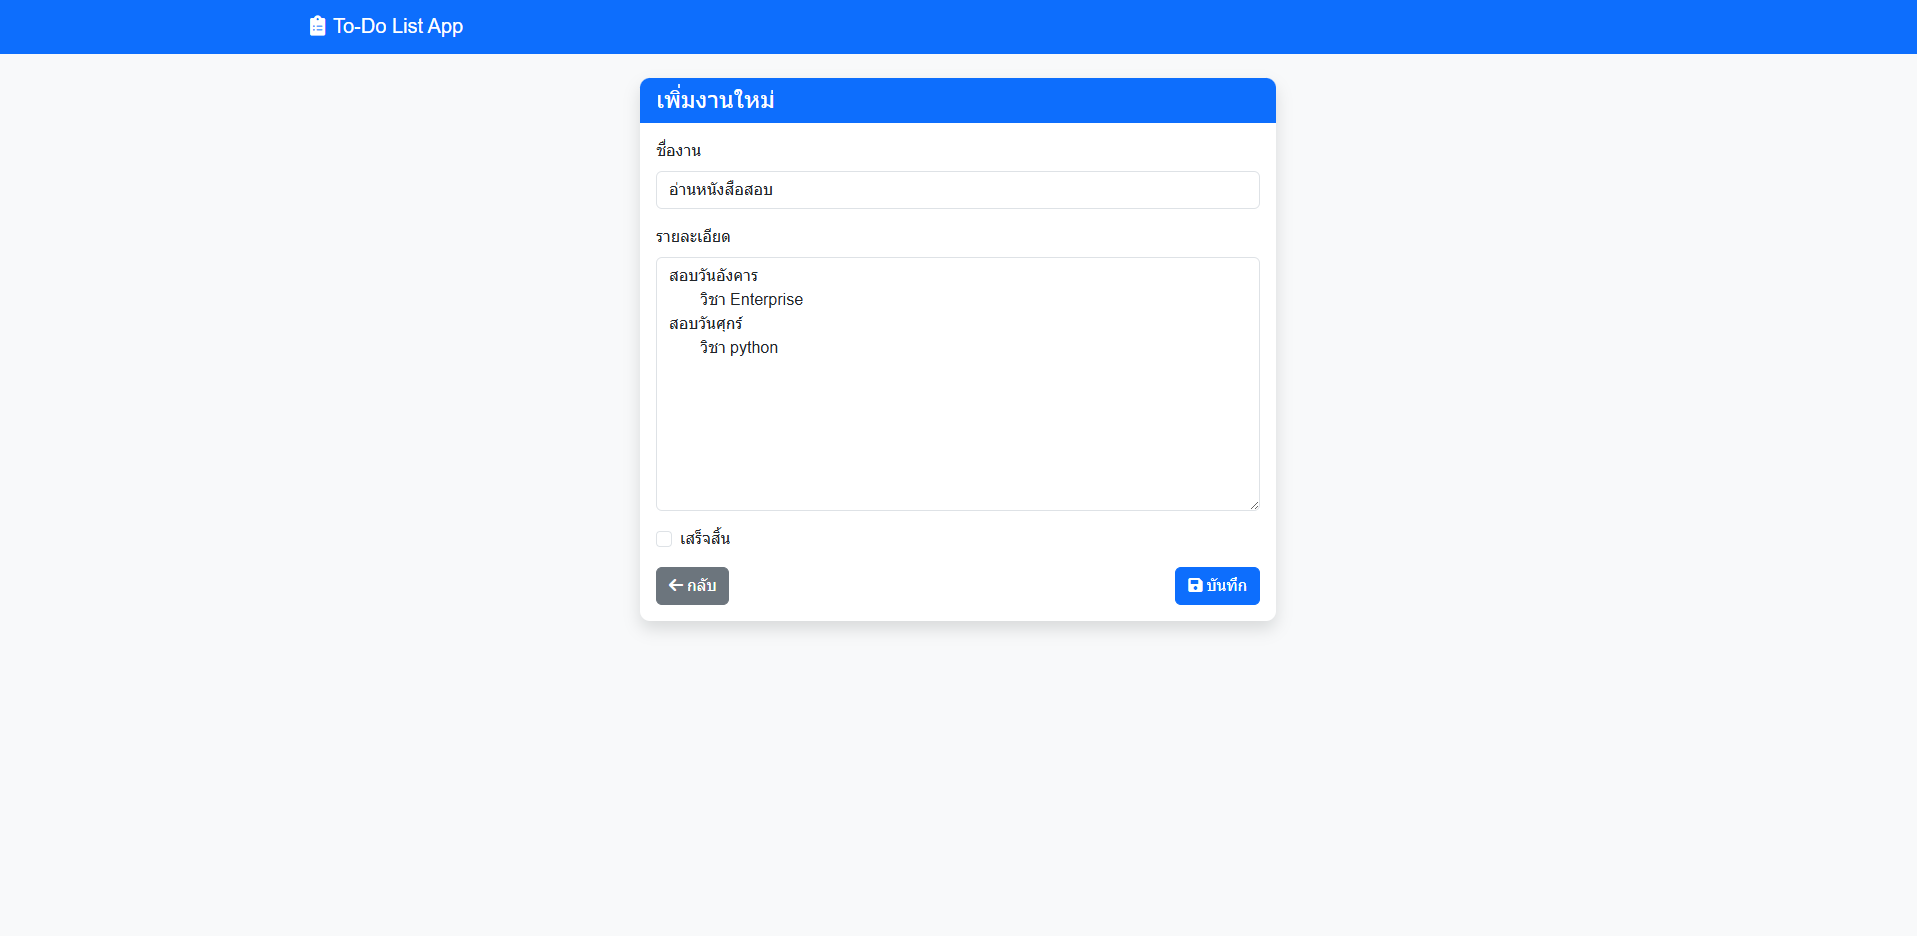 To-Do List App
เพิ่มงานใหม่
ชื่องาน
อ่านหนังสือสอบ
รายละเอียด
สอบวันอังคาร
วิชา Enterprise
สอบวันศุกร์
วิชา python
เสร็จสิ้น
กลับ
บันทึก